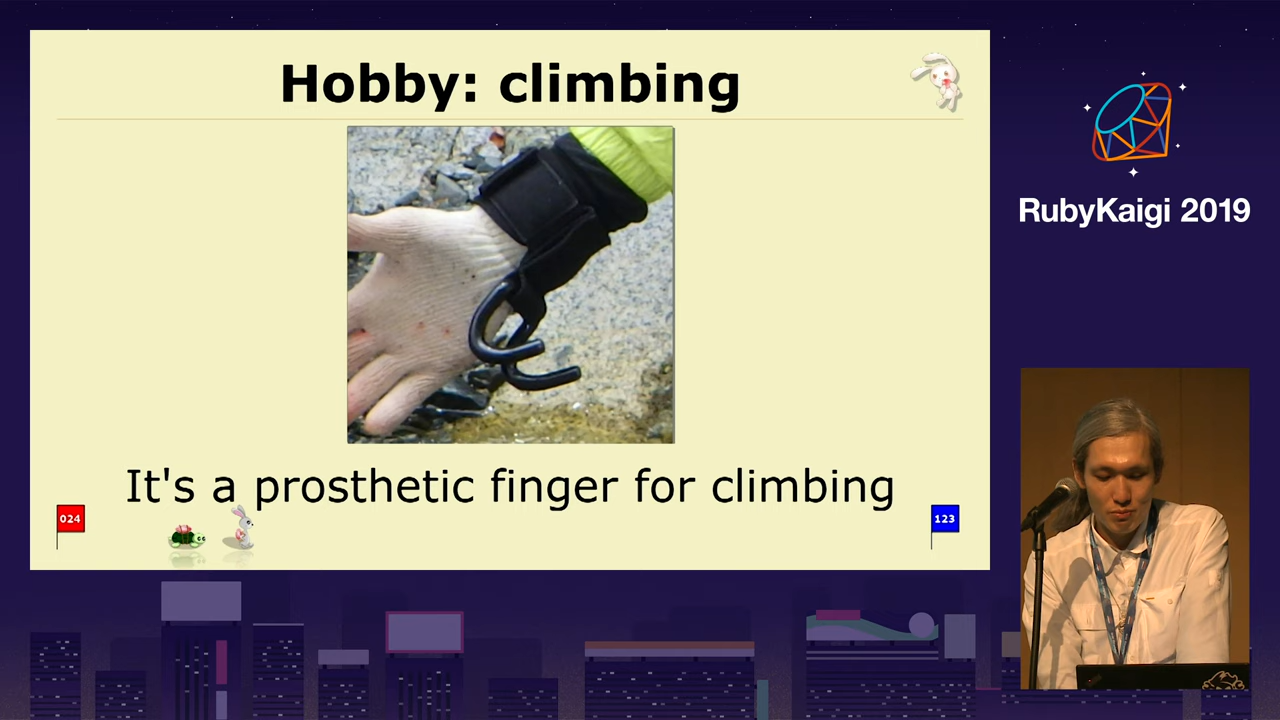 Hobby: climbing
RubyKaigi 2019
It's a prosthetic finger for climbing
024
123